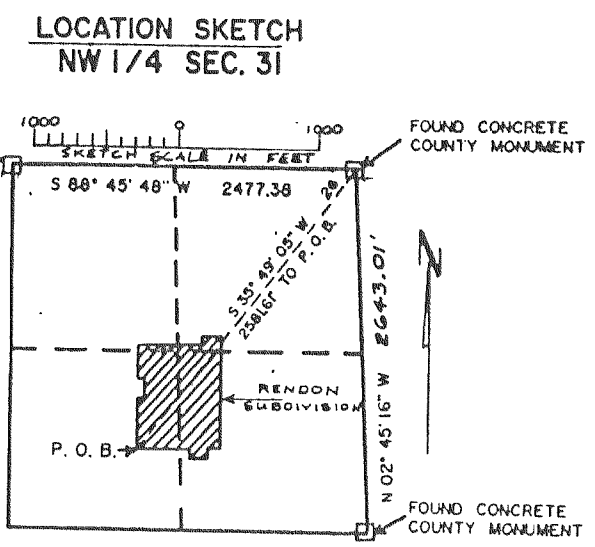 LOCATION SKETCH
NW 1/4 SEC. 31
1000 0 1000
SKETCH SCALE IN FEET
FOUND CONCRETE
COUNTY MONUMENT
S 88° 45' 48" W 2477.38
28
S 35° 49' 05" W
2581.61' TO P.O.B.
N 02° 45' 16" W 2643.01'
N
RENDON
SUBDIVISION
P. O. B.
FOUND CONCRETE
COUNTY MONUMENT